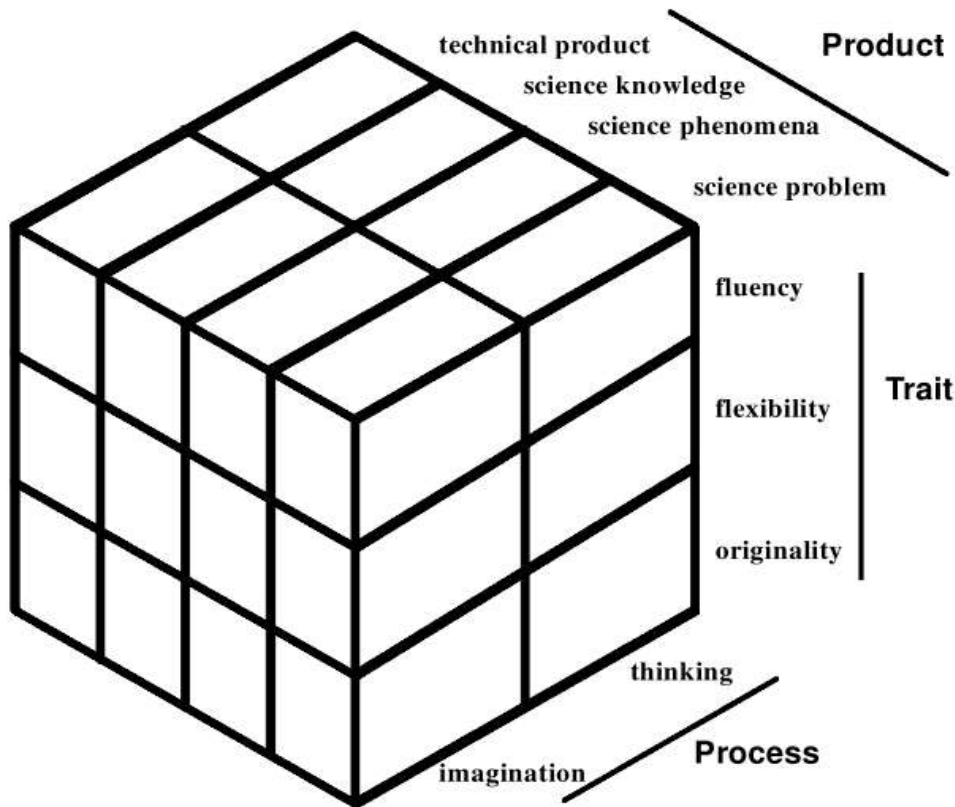 technical product
Product
science knowledge
science phenomena
science problem
fluency
Trait
flexibility
originality
thinking
Process
imagination